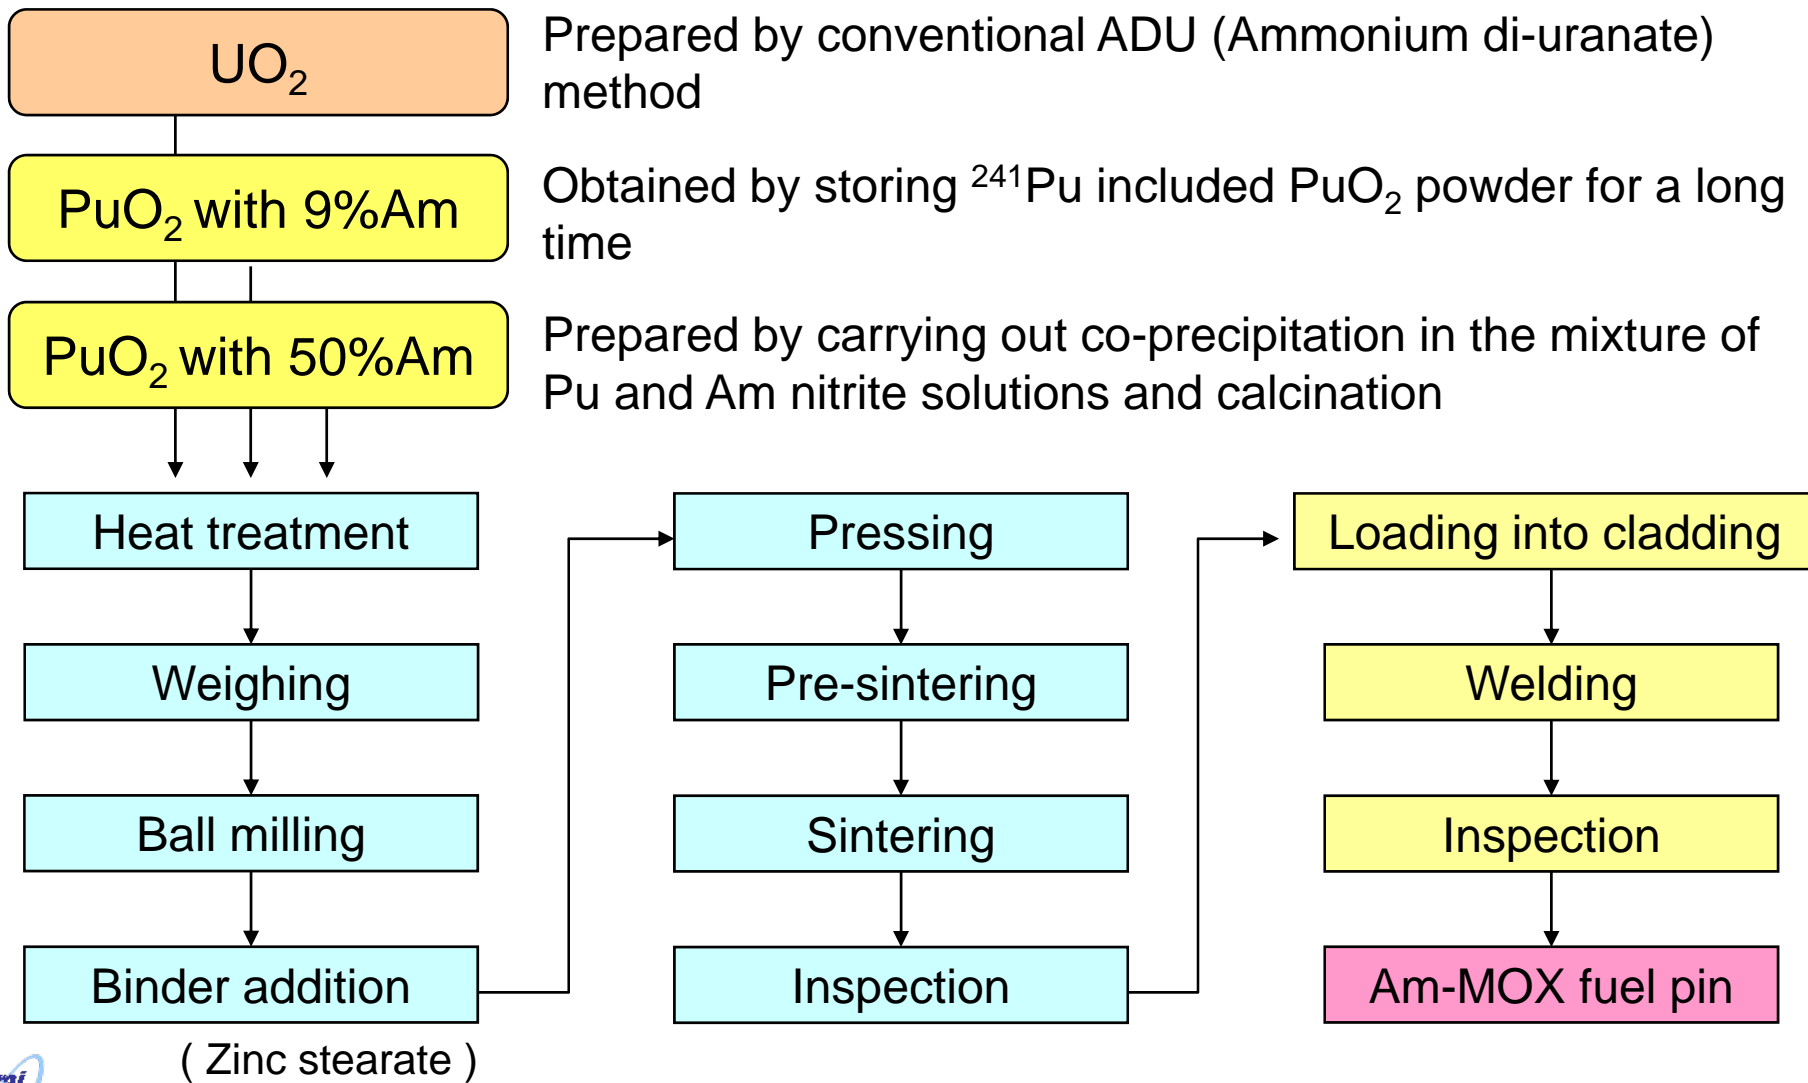 UO₂
Prepared by conventional ADU (Ammonium di-uranate)
method
PuO₂ with 9%Am
Obtained by storing ²⁴¹Pu included PuO₂ powder for a long
time
PuO₂ with 50%Am
Prepared by carrying out co-precipitation in the mixture of
Pu and Am nitrite solutions and calcination
Heat treatment
Weighing
Ball milling
Binder addition
( Zinc stearate )
Pressing
Pre-sintering
Sintering
Inspection
Loading into cladding
Welding
Inspection
Am-MOX fuel pin